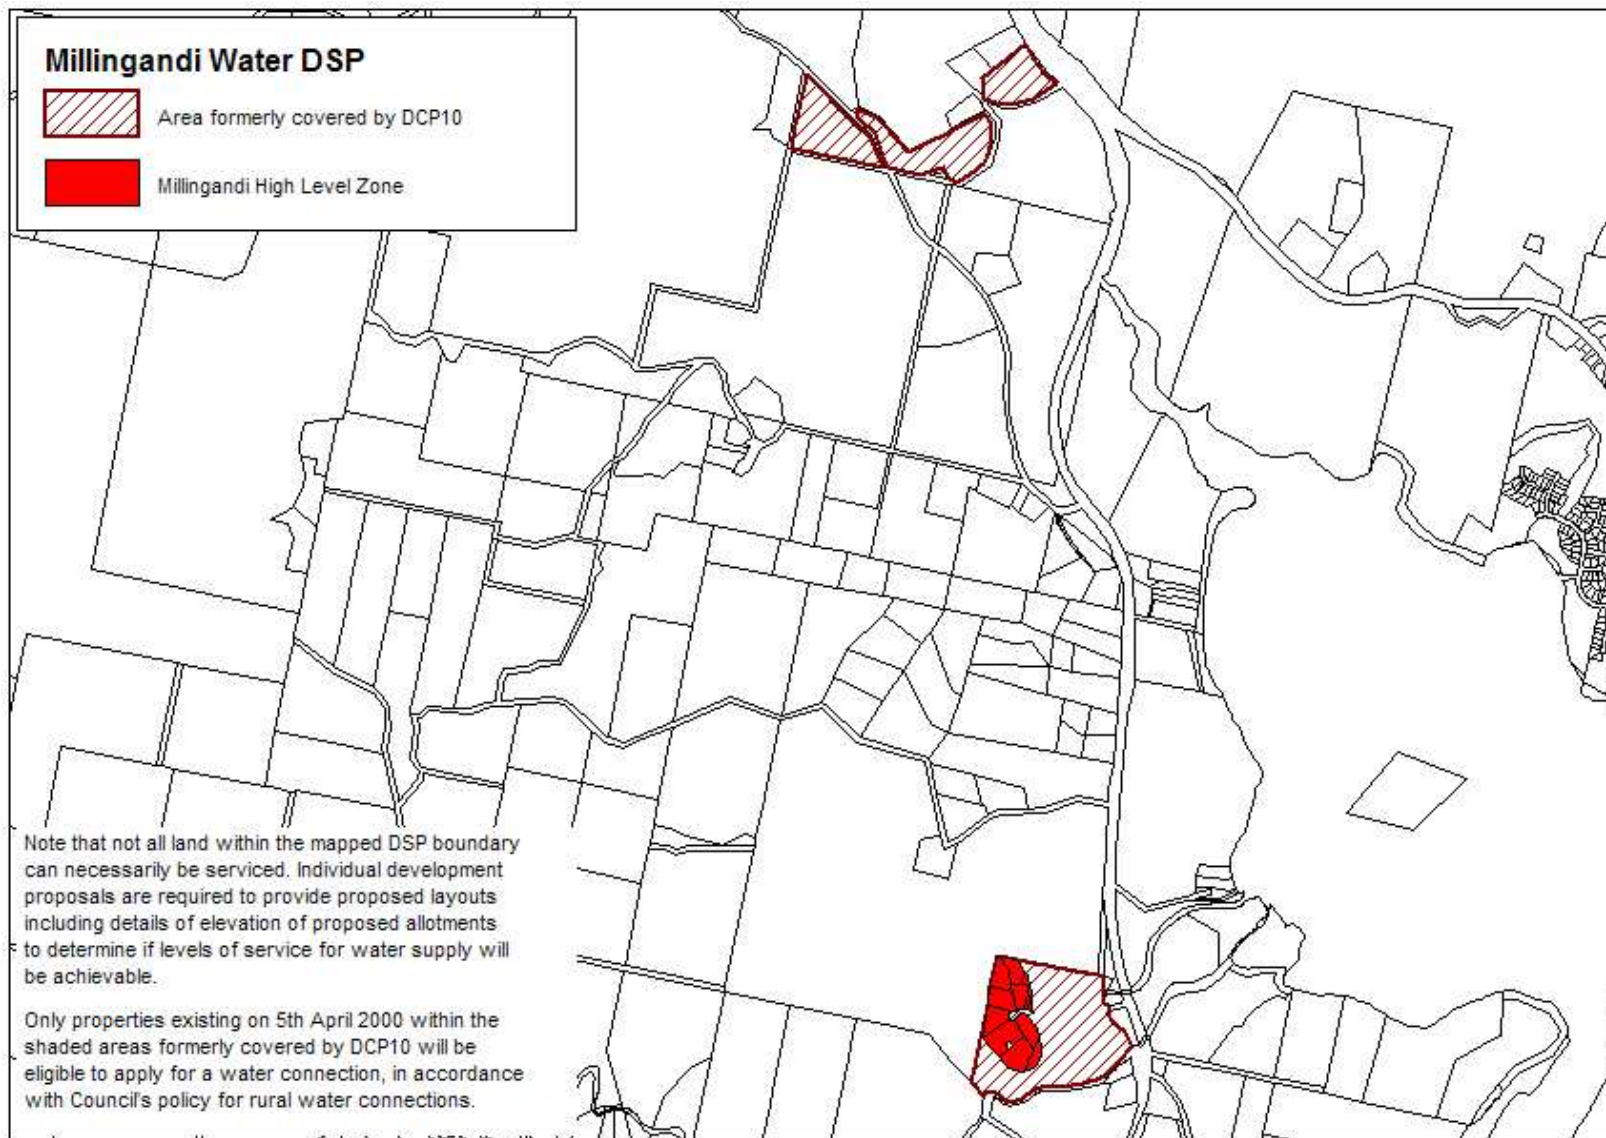 Millingandi Water DSP
Area formerly covered by DCP10
Millingandi High Level Zone
Note that not all land within the mapped DSP boundary
can necessarily be serviced. Individual development
proposals are required to provide proposed layouts
including details of elevation of proposed allotments
to determine if levels of service for water supply will
be achievable.
Only properties existing on 5th April 2000 within the
shaded areas formerly covered by DCP10 will be
eligible to apply for a water connection, in accordance
with Council's policy for rural water connections.